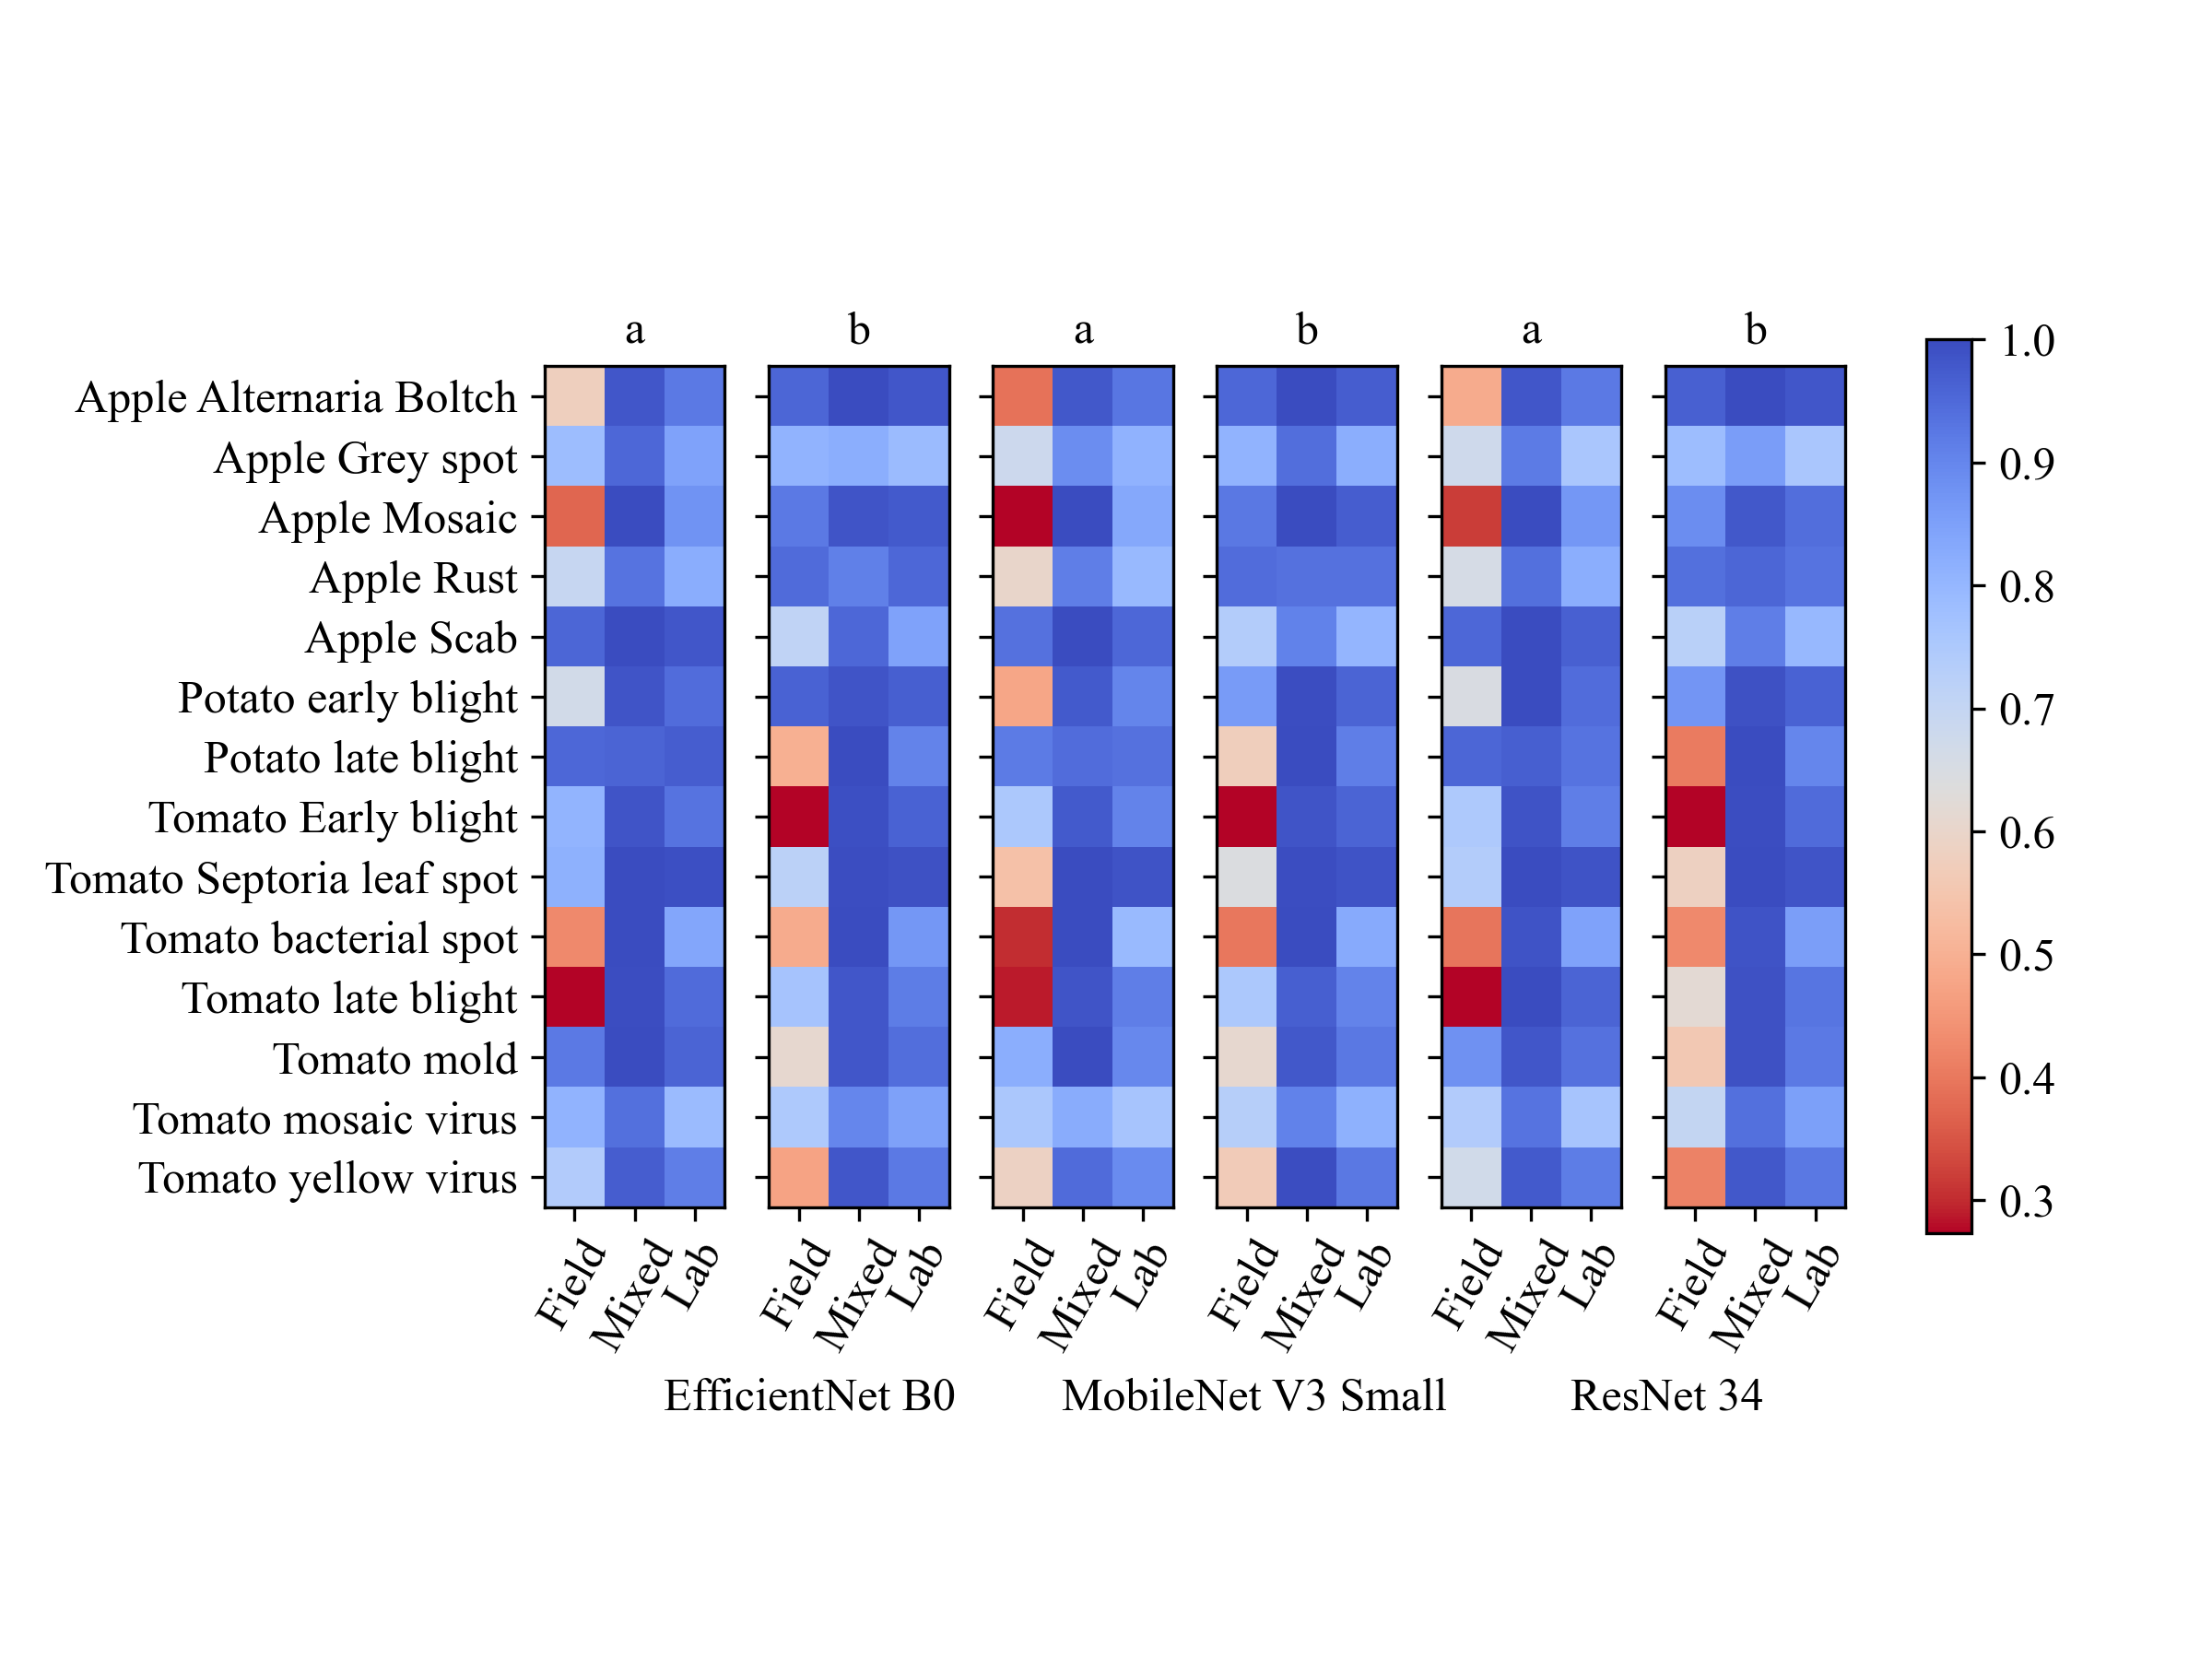 a b a b a b
Apple Alternaria Boltch
Apple Grey spot
Apple Mosaic
Apple Rust
Apple Scab
Potato early blight
Potato late blight
Tomato Early blight
Tomato Septoria leaf spot
Tomato bacterial spot
Tomato late blight
Tomato mold
Tomato mosaic virus
Tomato yellow virus
1.0
0.9
0.8
0.7
0.6
0.5
0.4
0.3
Field Mixed Lab Field Mixed Lab Field Mixed Lab Field Mixed Lab Field Mixed Lab Field Mixed Lab
EfficientNet B0 MobileNet V3 Small ResNet 34